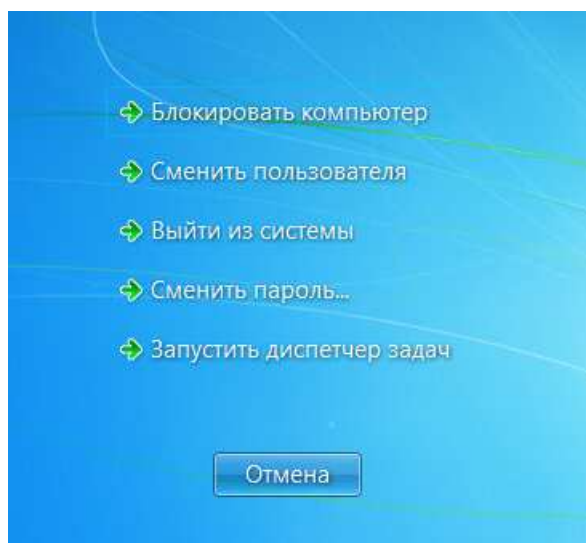 Блокировать компьютер
Сменить пользователя
Выйти из системы
Сменить пароль...
Запустить диспетчер задач
Отмена